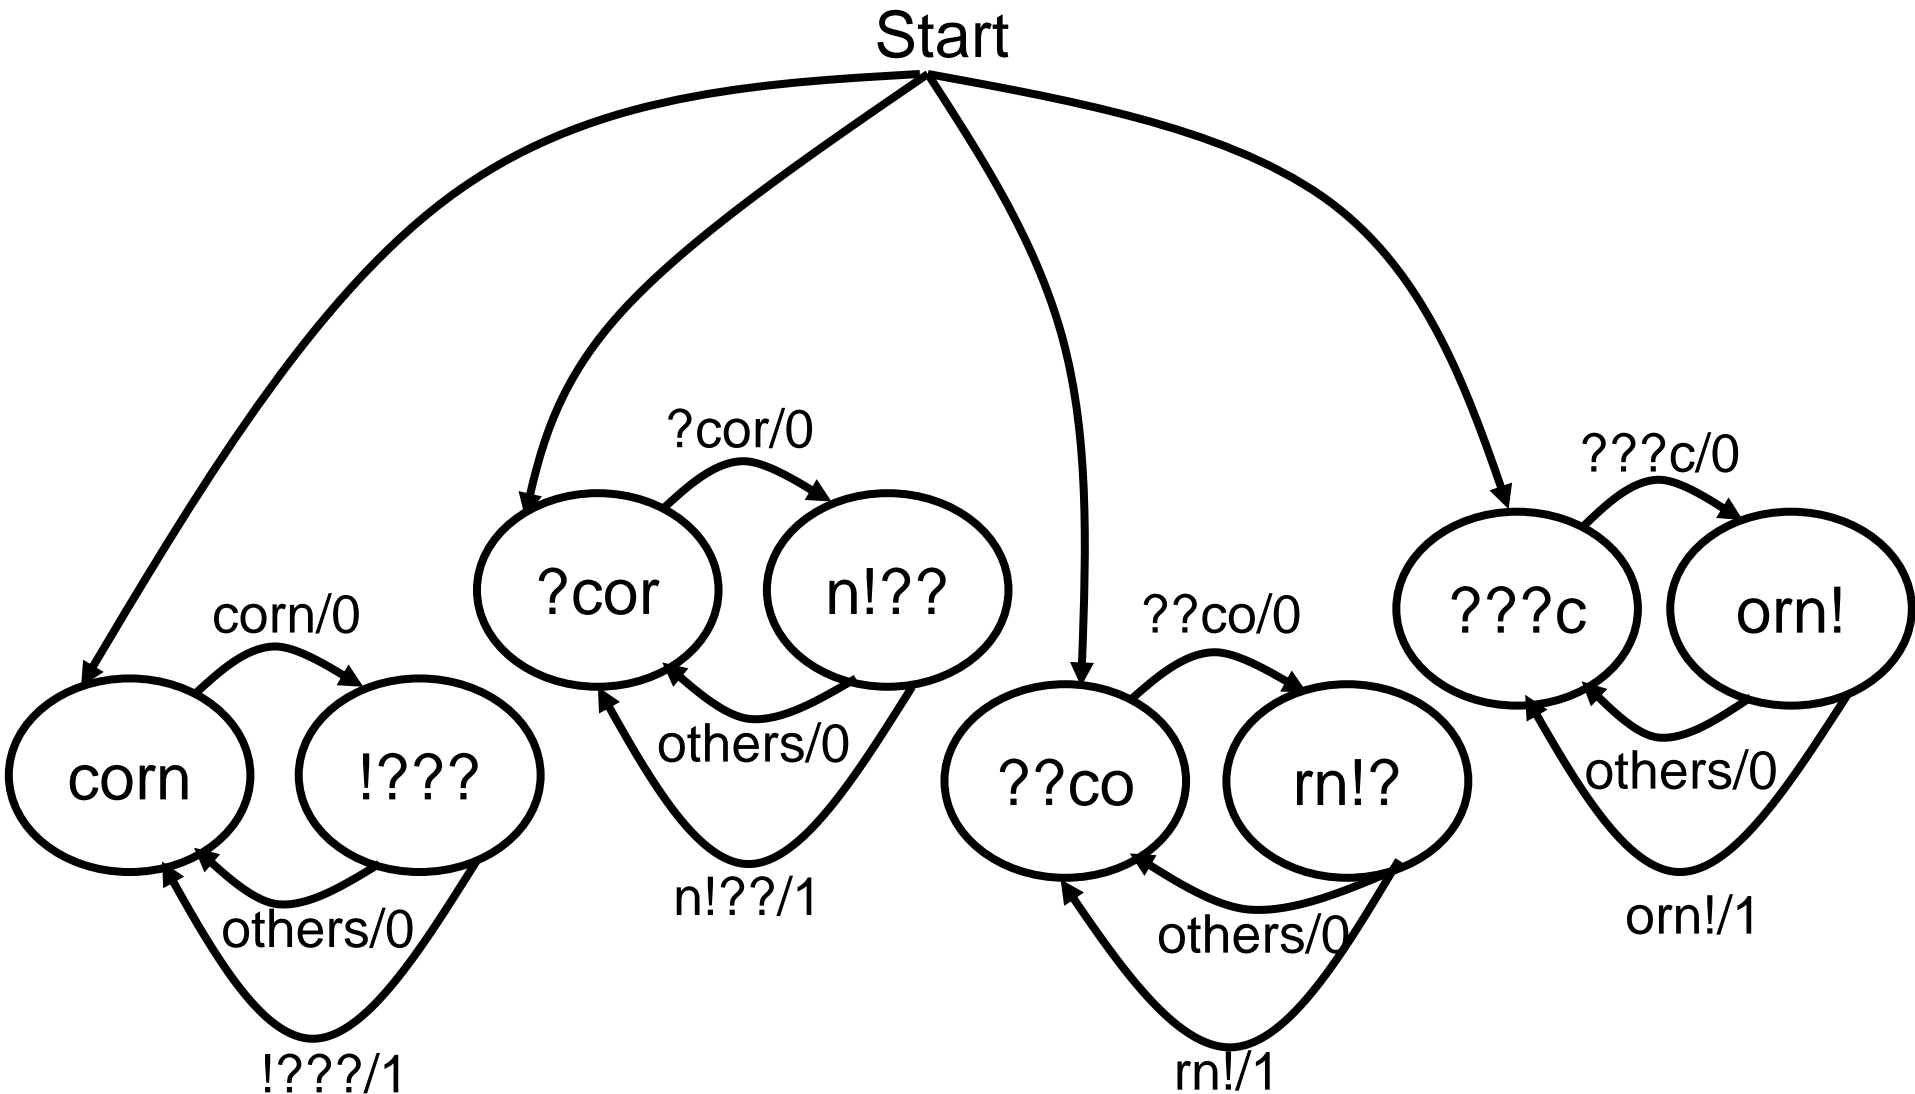 Start
corn/0
corn
!???
others/0
!???/1
?cor/0
?cor
n!??
others/0
n!??/1
??co/0
??co
rn!?
others/0
rn!/1
???c/0
???c
orn!
others/0
orn!/1